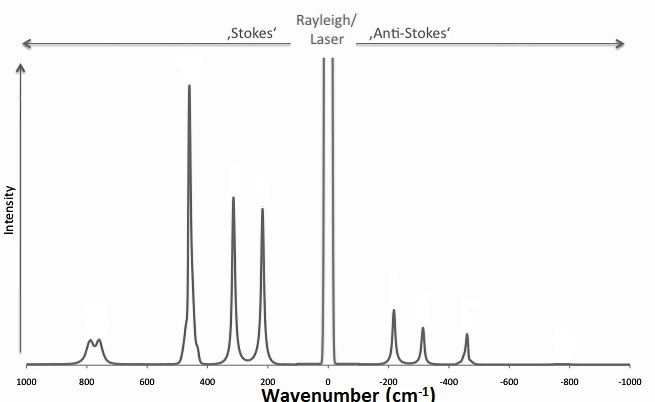 Rayleigh/
‚Stokes‘ Laser ‚Anti-Stokes‘
Intensity
1000 800 600 400 200 0 -200 -400 -600 -800 -1000
Wavenumber (cm-1)